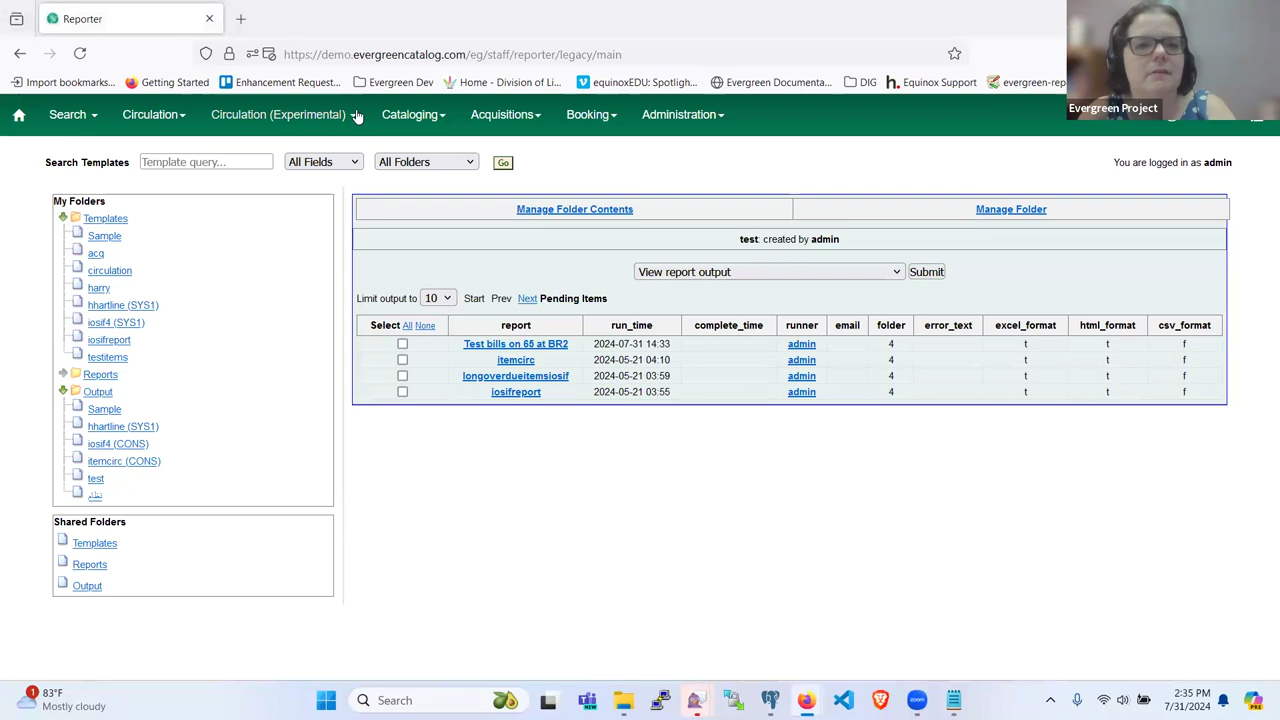 Reporter
https://demo.evergreencatalog.com/eg/staff/reporter/legacy/main
Import bookmarks... Getting Started Enhancement Request... Evergreen Dev Home - Division of Li... equinoxEDU: Spotligh... Evergreen Documenta... DIG Equinox Support evergreen-rep
Evergreen Project
Search Circulation Circulation (Experimental) Cataloging Acquisitions Booking Administration
Search Templates Template query... All Fields All Folders Go You are logged in as admin
My Folders
Templates
Sample
acq
circulation
harry
hhartline (SYS1)
iosif4 (SYS1)
iosifreport
testitems
Reports
Output
Sample
hhartline (SYS1)
iosif4 (CONS)
itemcirc (CONS)
test
نظام
Shared Folders
Templates
Reports
Output
Manage Folder Contents Manage Folder
test: created by admin
View report output Submit
Limit output to 10 Start Prev Next Pending Items
Select All None report run_time complete_time runner email folder error_text excel_format html_format csv_format
Test bills on 65 at BR2 2024-07-31 14:33 admin 4 t t f
itemcirc 2024-05-21 04:10 admin 4 t t f
longoverdueitemsiosif 2024-05-21 03:59 admin 4 t t f
iosifreport 2024-05-21 03:55 admin 4 t t f
1 83°F
Mostly cloudy
Search
NEW
2:35 PM
7/31/2024
PRE